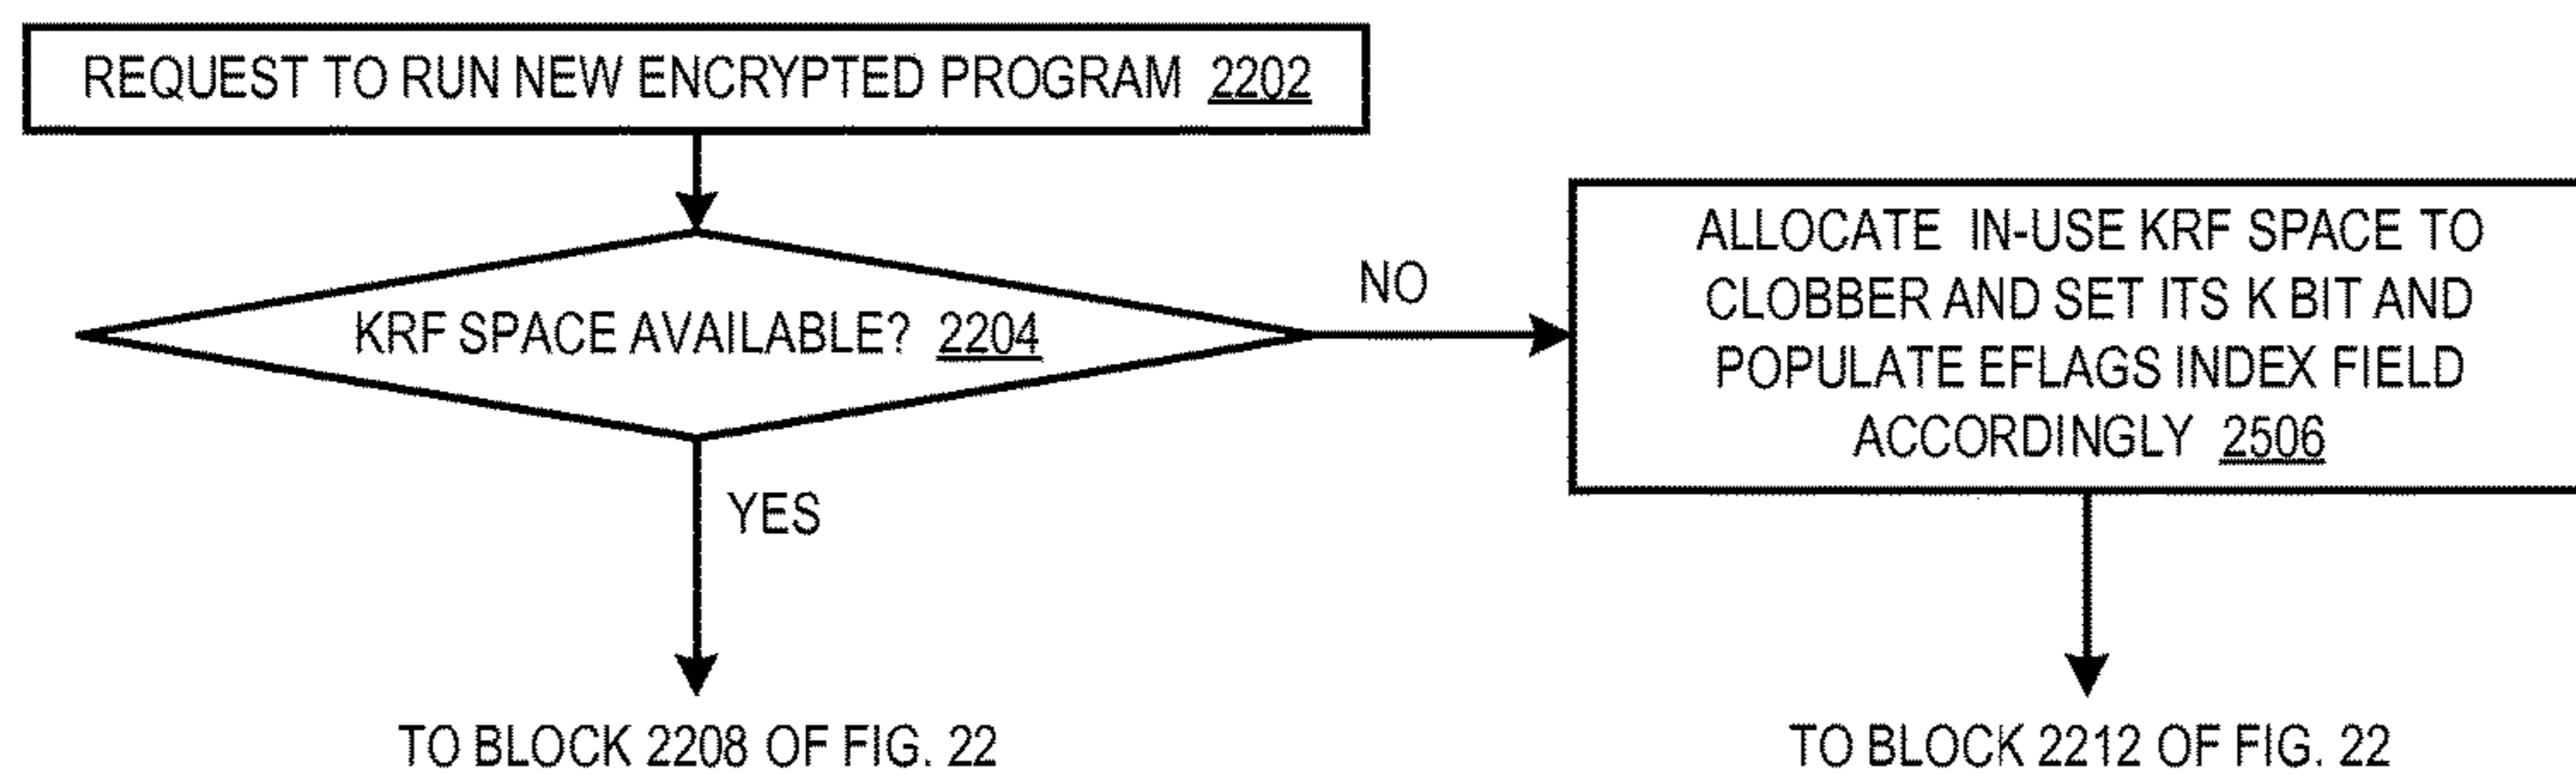 REQUEST TO RUN NEW ENCRYPTED PROGRAM 2202
KRF SPACE AVAILABLE? 2204
NO
ALLOCATE IN-USE KRF SPACE TO
CLOBBER AND SET ITS K BIT AND
POPULATE EFLAGS INDEX FIELD
ACCORDINGLY 2506
YES
TO BLOCK 2208 OF FIG. 22
TO BLOCK 2212 OF FIG. 22